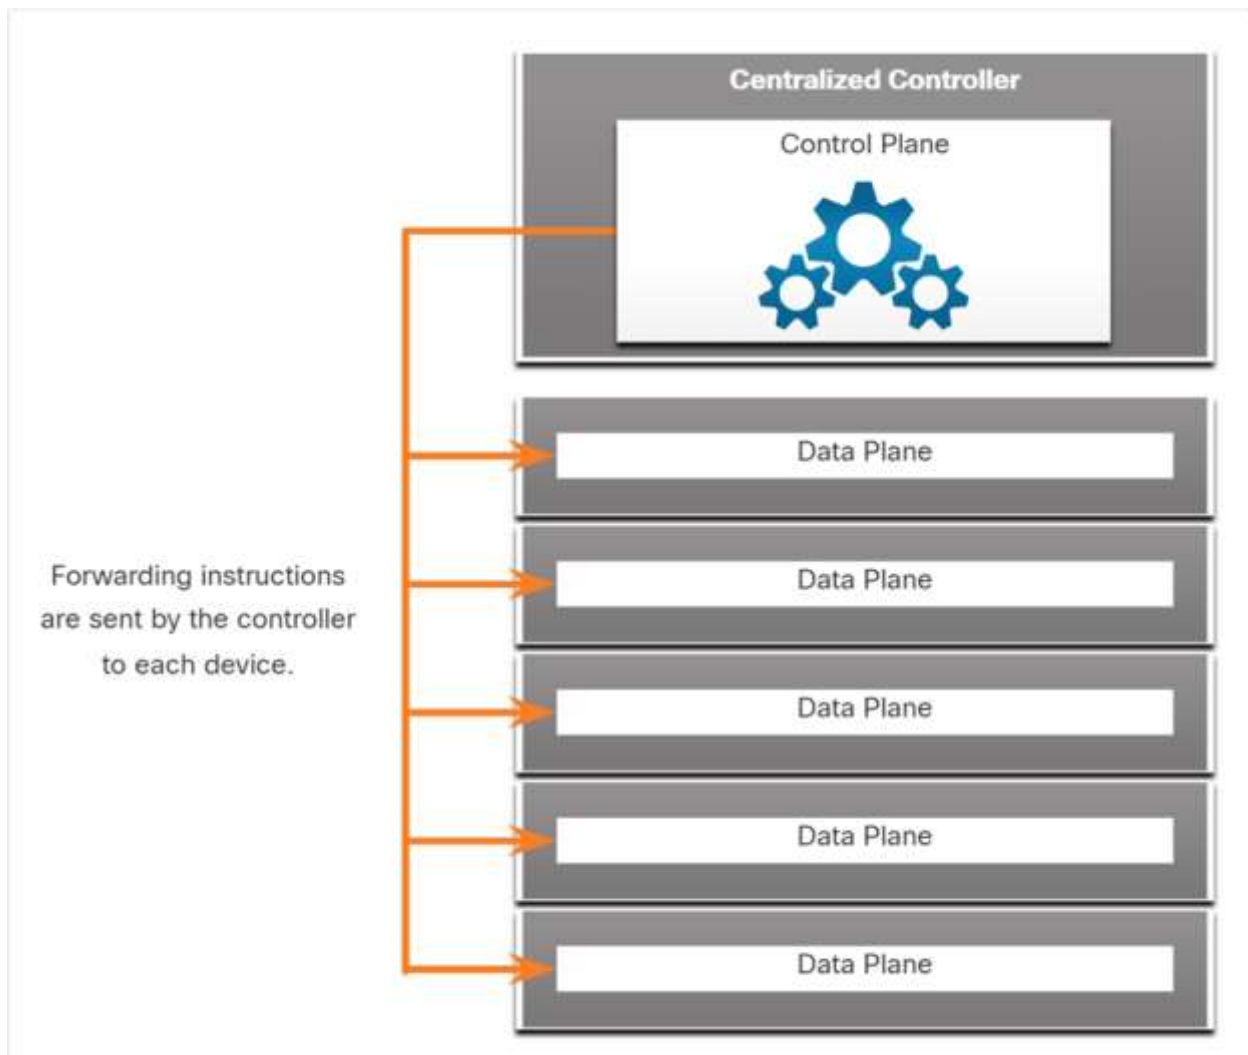 Centralized Controller
Control Plane
Data Plane
Data Plane
Forwarding instructions
are sent by the controller
to each device.
Data Plane
Data Plane
Data Plane